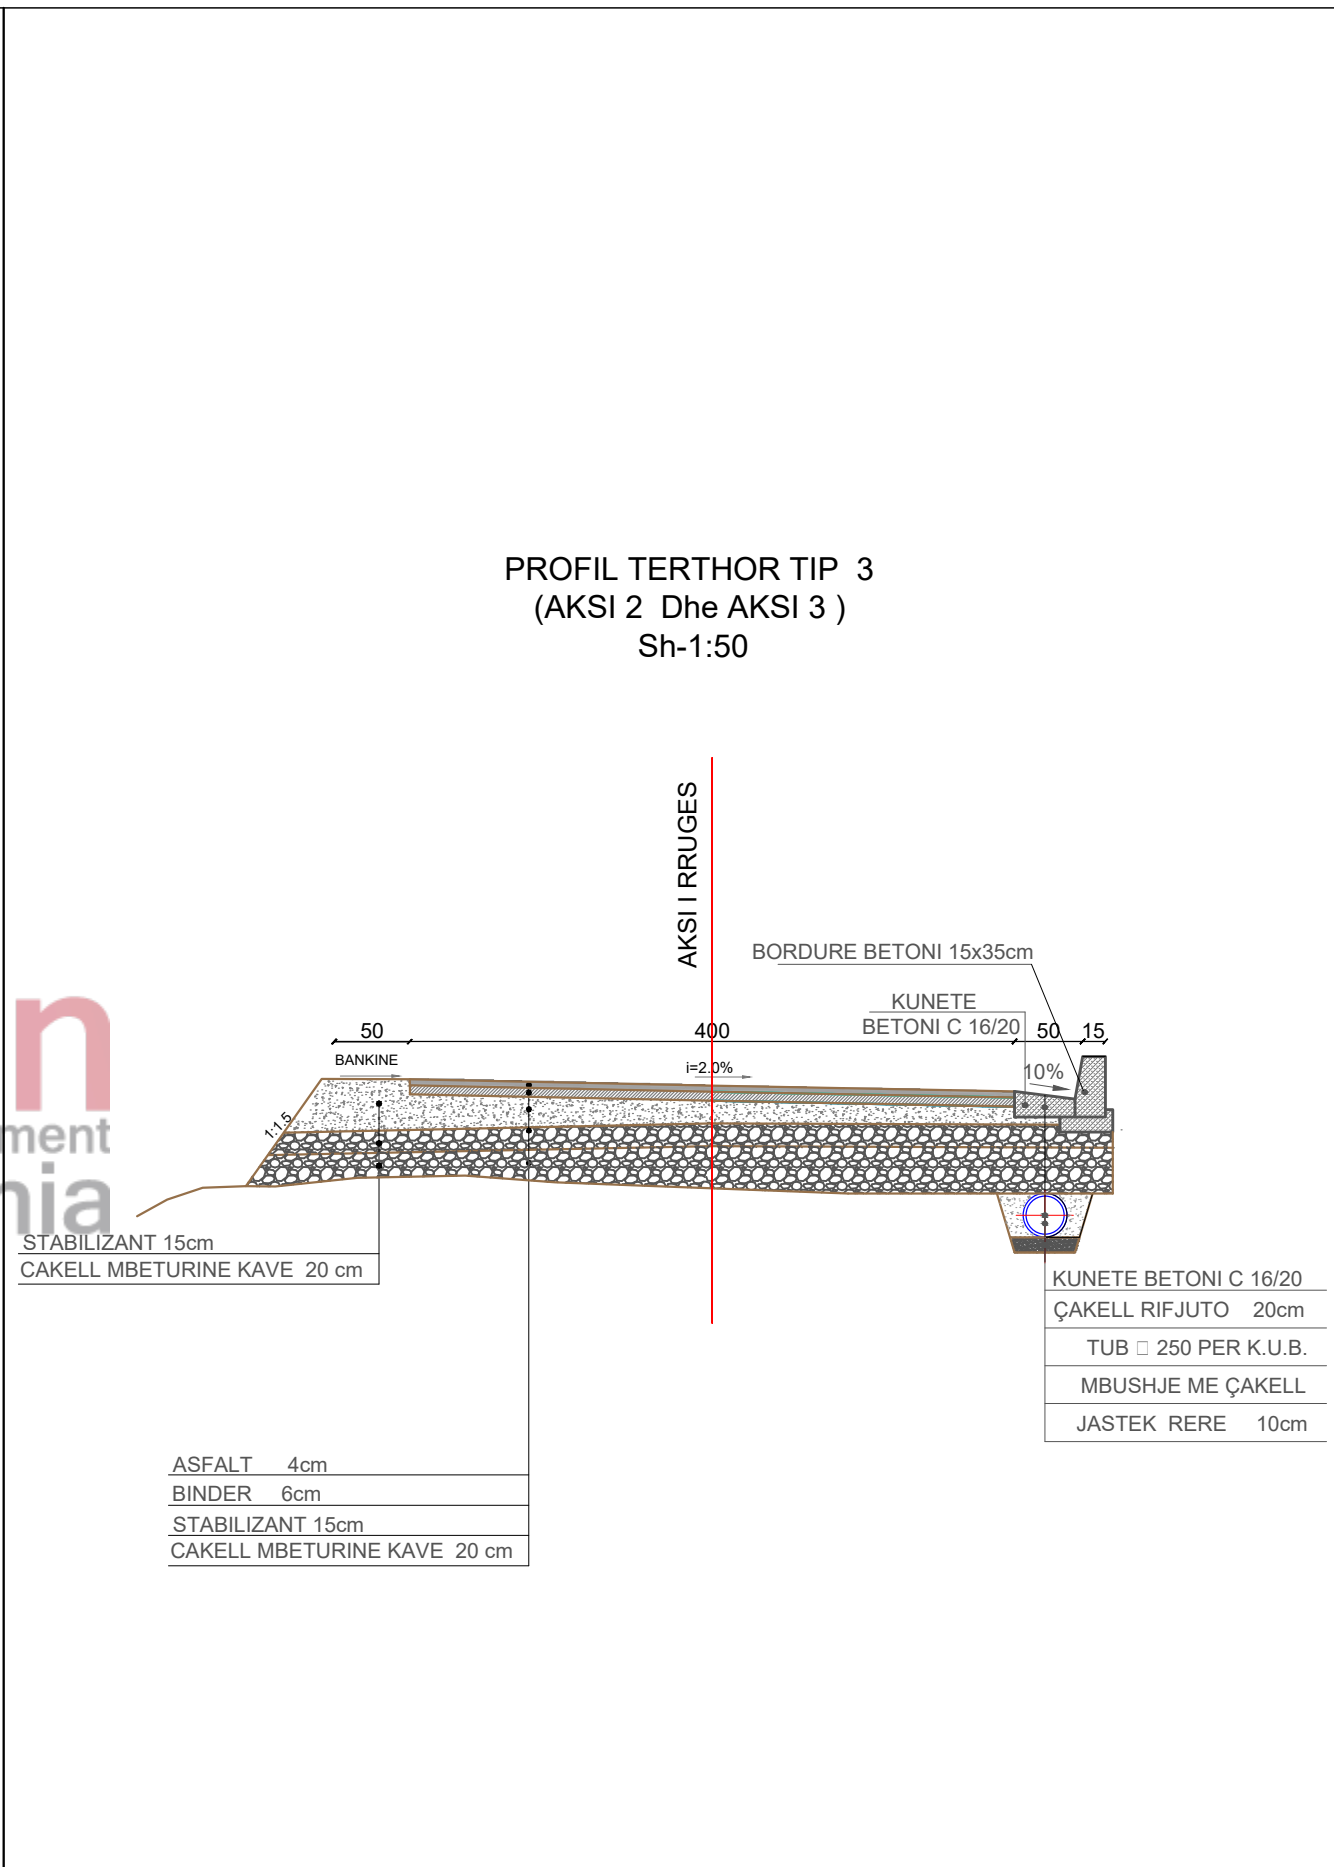 PROFIL TERTHOR TIP 3
(AKSI 2 Dhe AKSI 3 )
Sh-1:50
AKSI I RRUGES
BORDURE BETONI 15x35cm
KUNETE
BETONI C 16/20
50
400
50
15
BANKINE
i=2.0%
10%
1:1.5
n
ment
nia
STABILIZANT 15cm
CAKELL MBETURINE KAVE 20 cm
KUNETE BETONI C 16/20
ÇAKELL RIFJUTO 20cm
TUB □ 250 PER K.U.B.
MBUSHJE ME ÇAKELL
JASTEK RERE 10cm
ASFALT 4cm
BINDER 6cm
STABILIZANT 15cm
CAKELL MBETURINE KAVE 20 cm